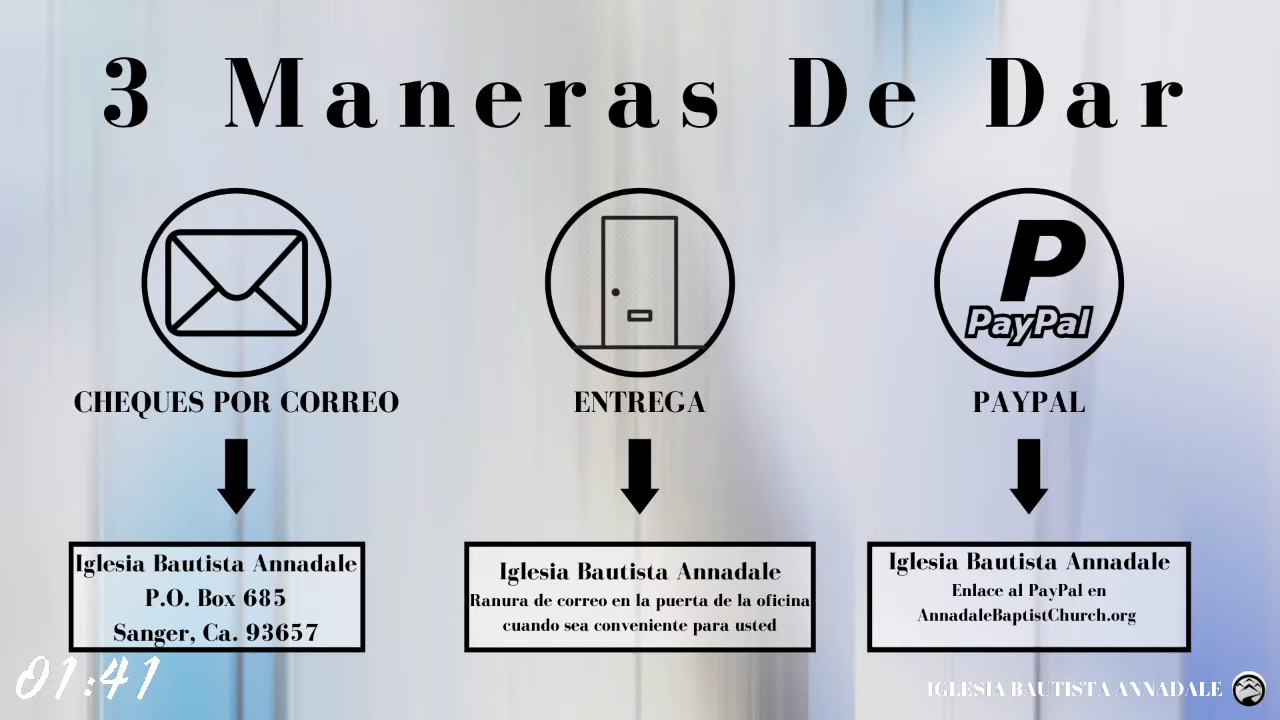 3 Maneras De Dar
P
PayPal
CHEQUES POR CORREO
ENTREGA
PAYPAL
Iglesia Bautista Annadale
P.O. Box 685
Sanger, Ca. 93657
Iglesia Bautista Annadale
Ranura de correo en la puerta de la oficina
cuando sea conveniente para usted
Iglesia Bautista Annadale
Enlace al PayPal en
AnnadaleBaptistChurch.org
01:41
IGLESIA BAUTISTA ANNADALE